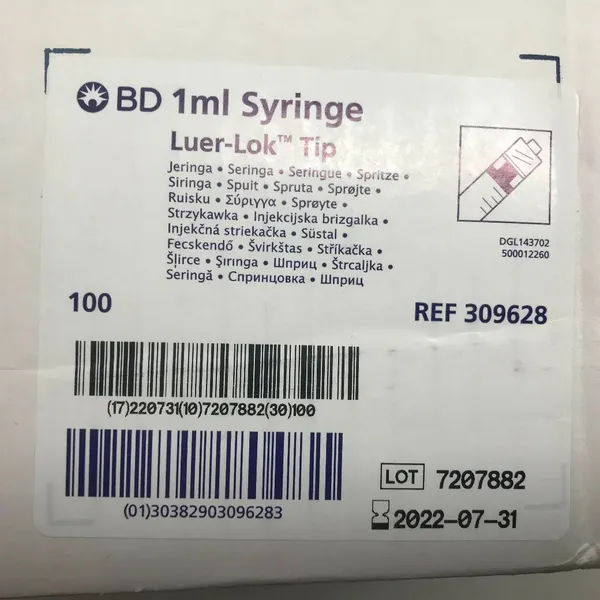 BD 1ml Syringe
Luer-Lok™ Tip
Jeringa • Seringa • Seringue • Spritze •
Siringa • Spuit • Spruta • Sprøjte •
Ruisku • Σύριγγα • Sprøyte •
Strzykawka • Injekcijska brizgalka •
Injekčná striekačka • Süstal •
Fecskendő • Švirkštas • Stříkačka •
Šļirce • Şırınga • Шприц • Štrcaljka •
Seringă • Спринцовка • Шприц
DGL143702
500012260
100
REF 309628
(17)220731(10)7207882(30)100
(01)30382903096283
LOT 7207882
2022-07-31